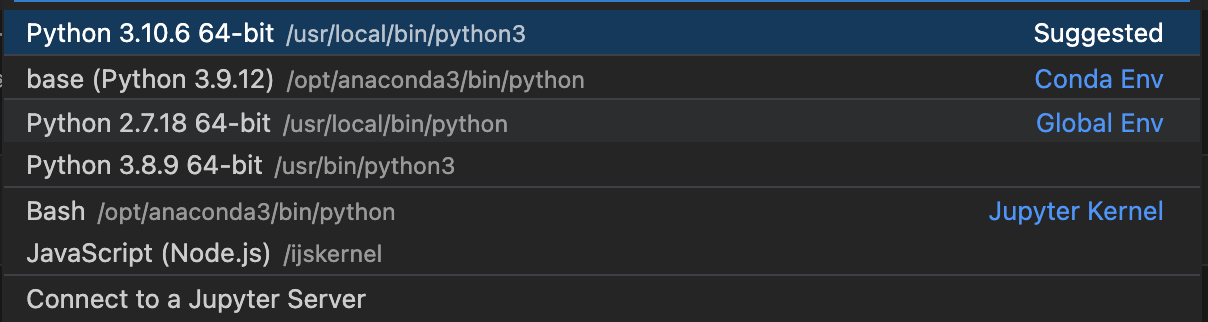 Python 3.10.6 64-bit /usr/local/bin/python3 Suggested
base (Python 3.9.12) /opt/anaconda3/bin/python Conda Env
Python 2.7.18 64-bit /usr/local/bin/python Global Env
Python 3.8.9 64-bit /usr/bin/python3
Bash /opt/anaconda3/bin/python Jupyter Kernel
JavaScript (Node.js) /ijskernel
Connect to a Jupyter Server